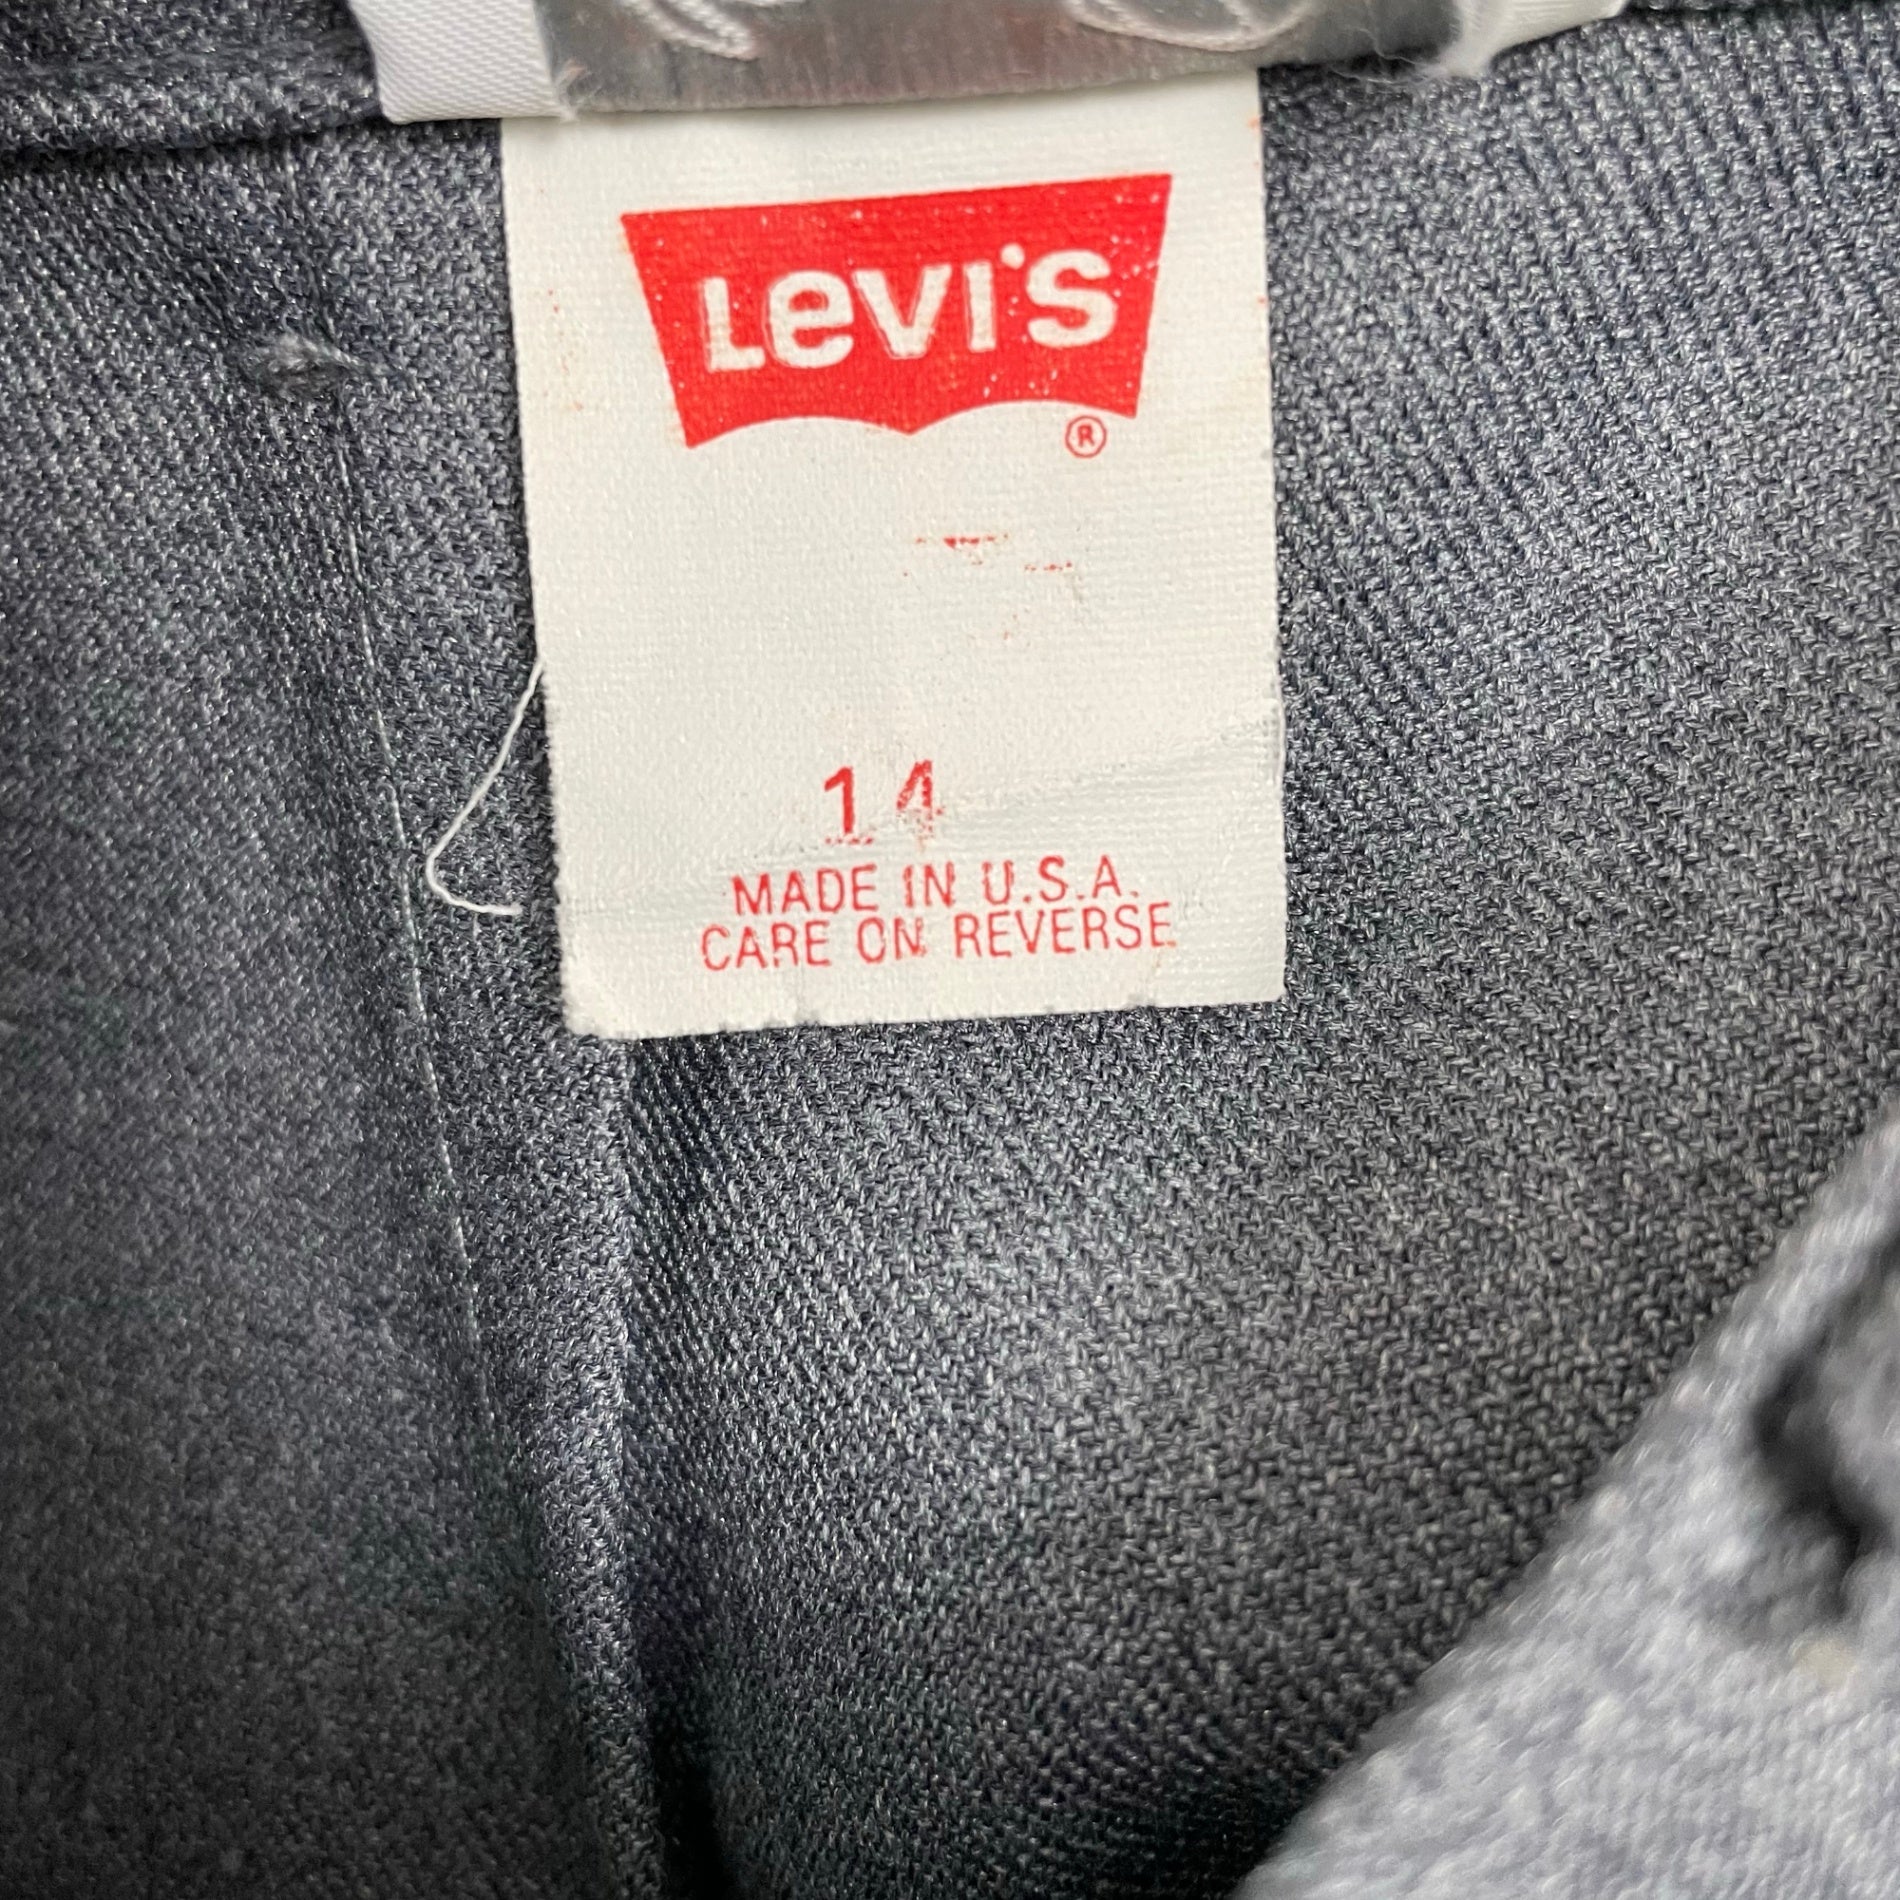 Levi's
®
14
MADE IN U.S.A.
CARE ON REVERSE